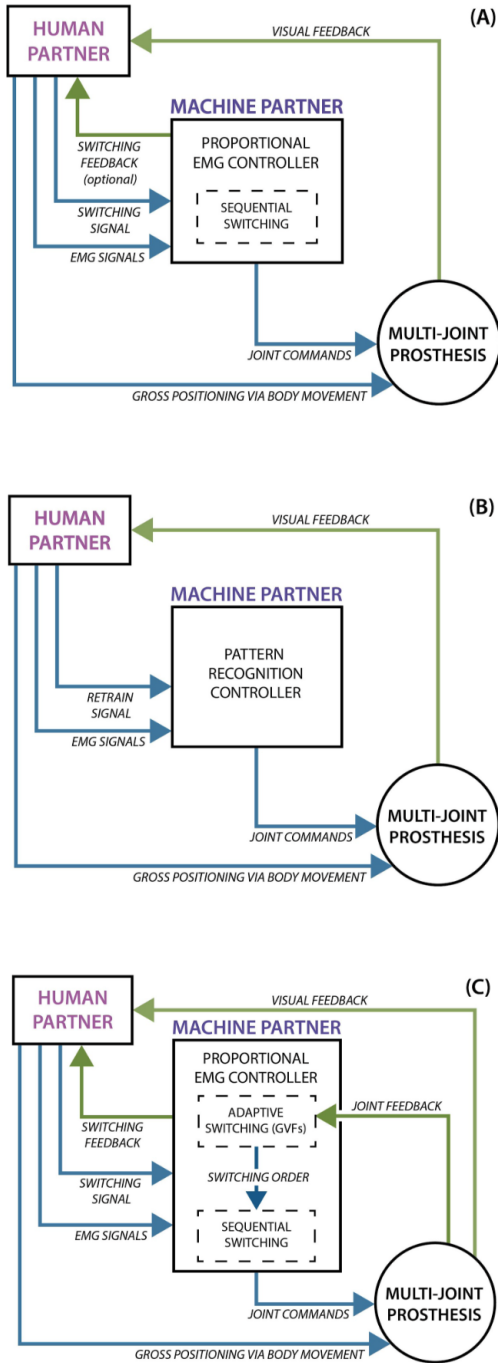 (A)
HUMAN
PARTNER
VISUAL FEEDBACK
MACHINE PARTNER
SWITCHING
FEEDBACK
(optional)
PROPORTIONAL
EMG CONTROLLER
SEQUENTIAL
SWITCHING
SWITCHING
SIGNAL
EMG SIGNALS
MULTI-JOINT
PROSTHESIS
JOINT COMMANDS
GROSS POSITIONING VIA BODY MOVEMENT
(B)
HUMAN
PARTNER
VISUAL FEEDBACK
MACHINE PARTNER
PATTERN
RECOGNITION
CONTROLLER
RETRAIN
SIGNAL
EMG SIGNALS
MULTI-JOINT
PROSTHESIS
JOINT COMMANDS
GROSS POSITIONING VIA BODY MOVEMENT
(C)
HUMAN
PARTNER
VISUAL FEEDBACK
MACHINE PARTNER
PROPORTIONAL
EMG CONTROLLER
ADAPTIVE
SWITCHING (GVFs)
JOINT FEEDBACK
SWITCHING
FEEDBACK
SWITCHING ORDER
SWITCHING
SIGNAL
SEQUENTIAL
SWITCHING
EMG SIGNALS
MULTI-JOINT
PROSTHESIS
JOINT COMMANDS
GROSS POSITIONING VIA BODY MOVEMENT